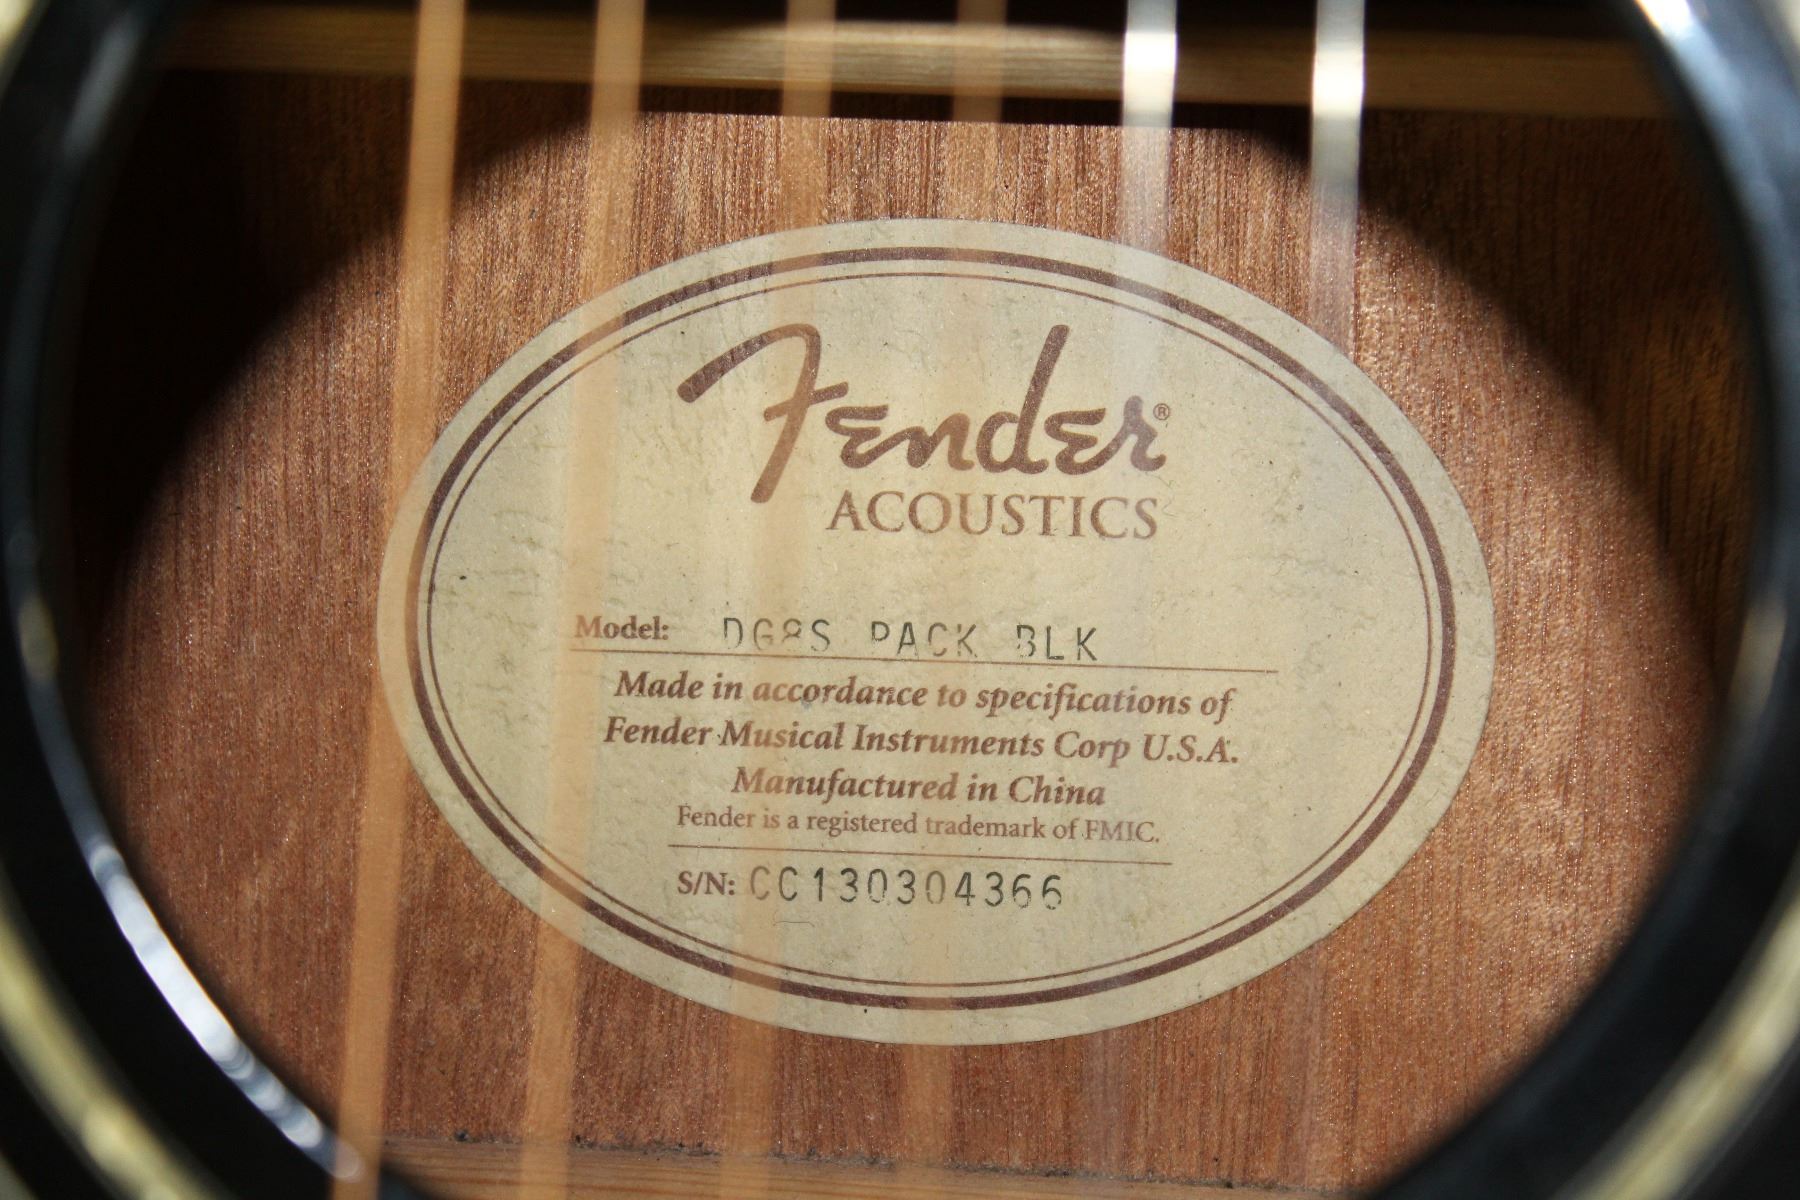 Fender®
ACOUSTICS
Model: DG8S PACK BLK
Made in accordance to specifications of
Fender Musical Instruments Corp U.S.A.
Manufactured in China
Fender is a registered trademark of FMIC.
S/N: CC130304366